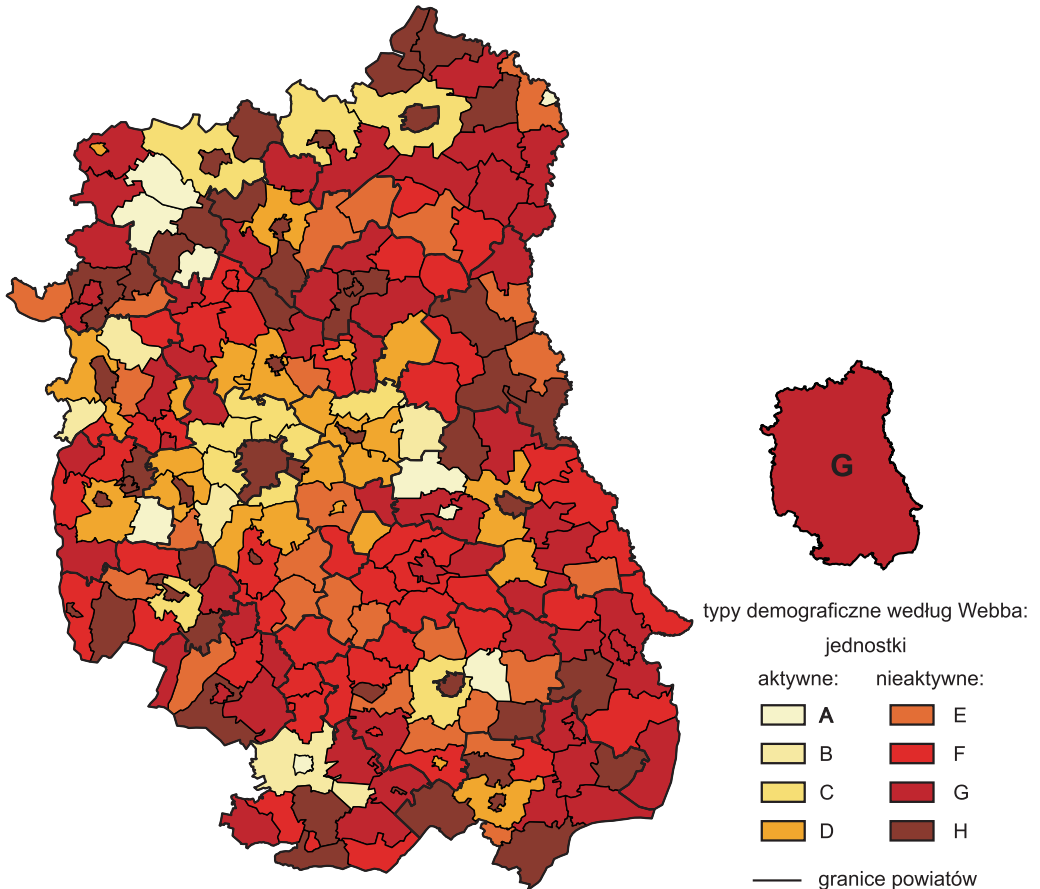 G
typy demograficzne według Webba:
jednostki
aktywne: nieaktywne:
A E
B F
C G
D H
granice powiatów